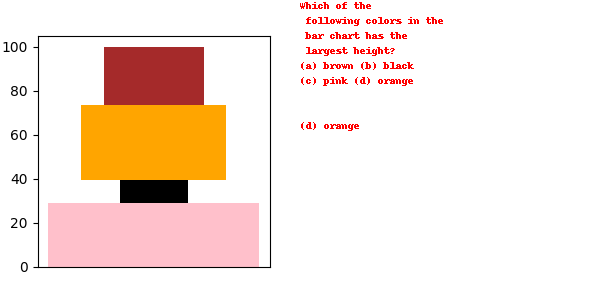 Which of the
following colors in the
bar chart has the
largest height?
(a) brown (b) black
(c) pink (d) orange
(d) orange
100
80
60
40
20
0